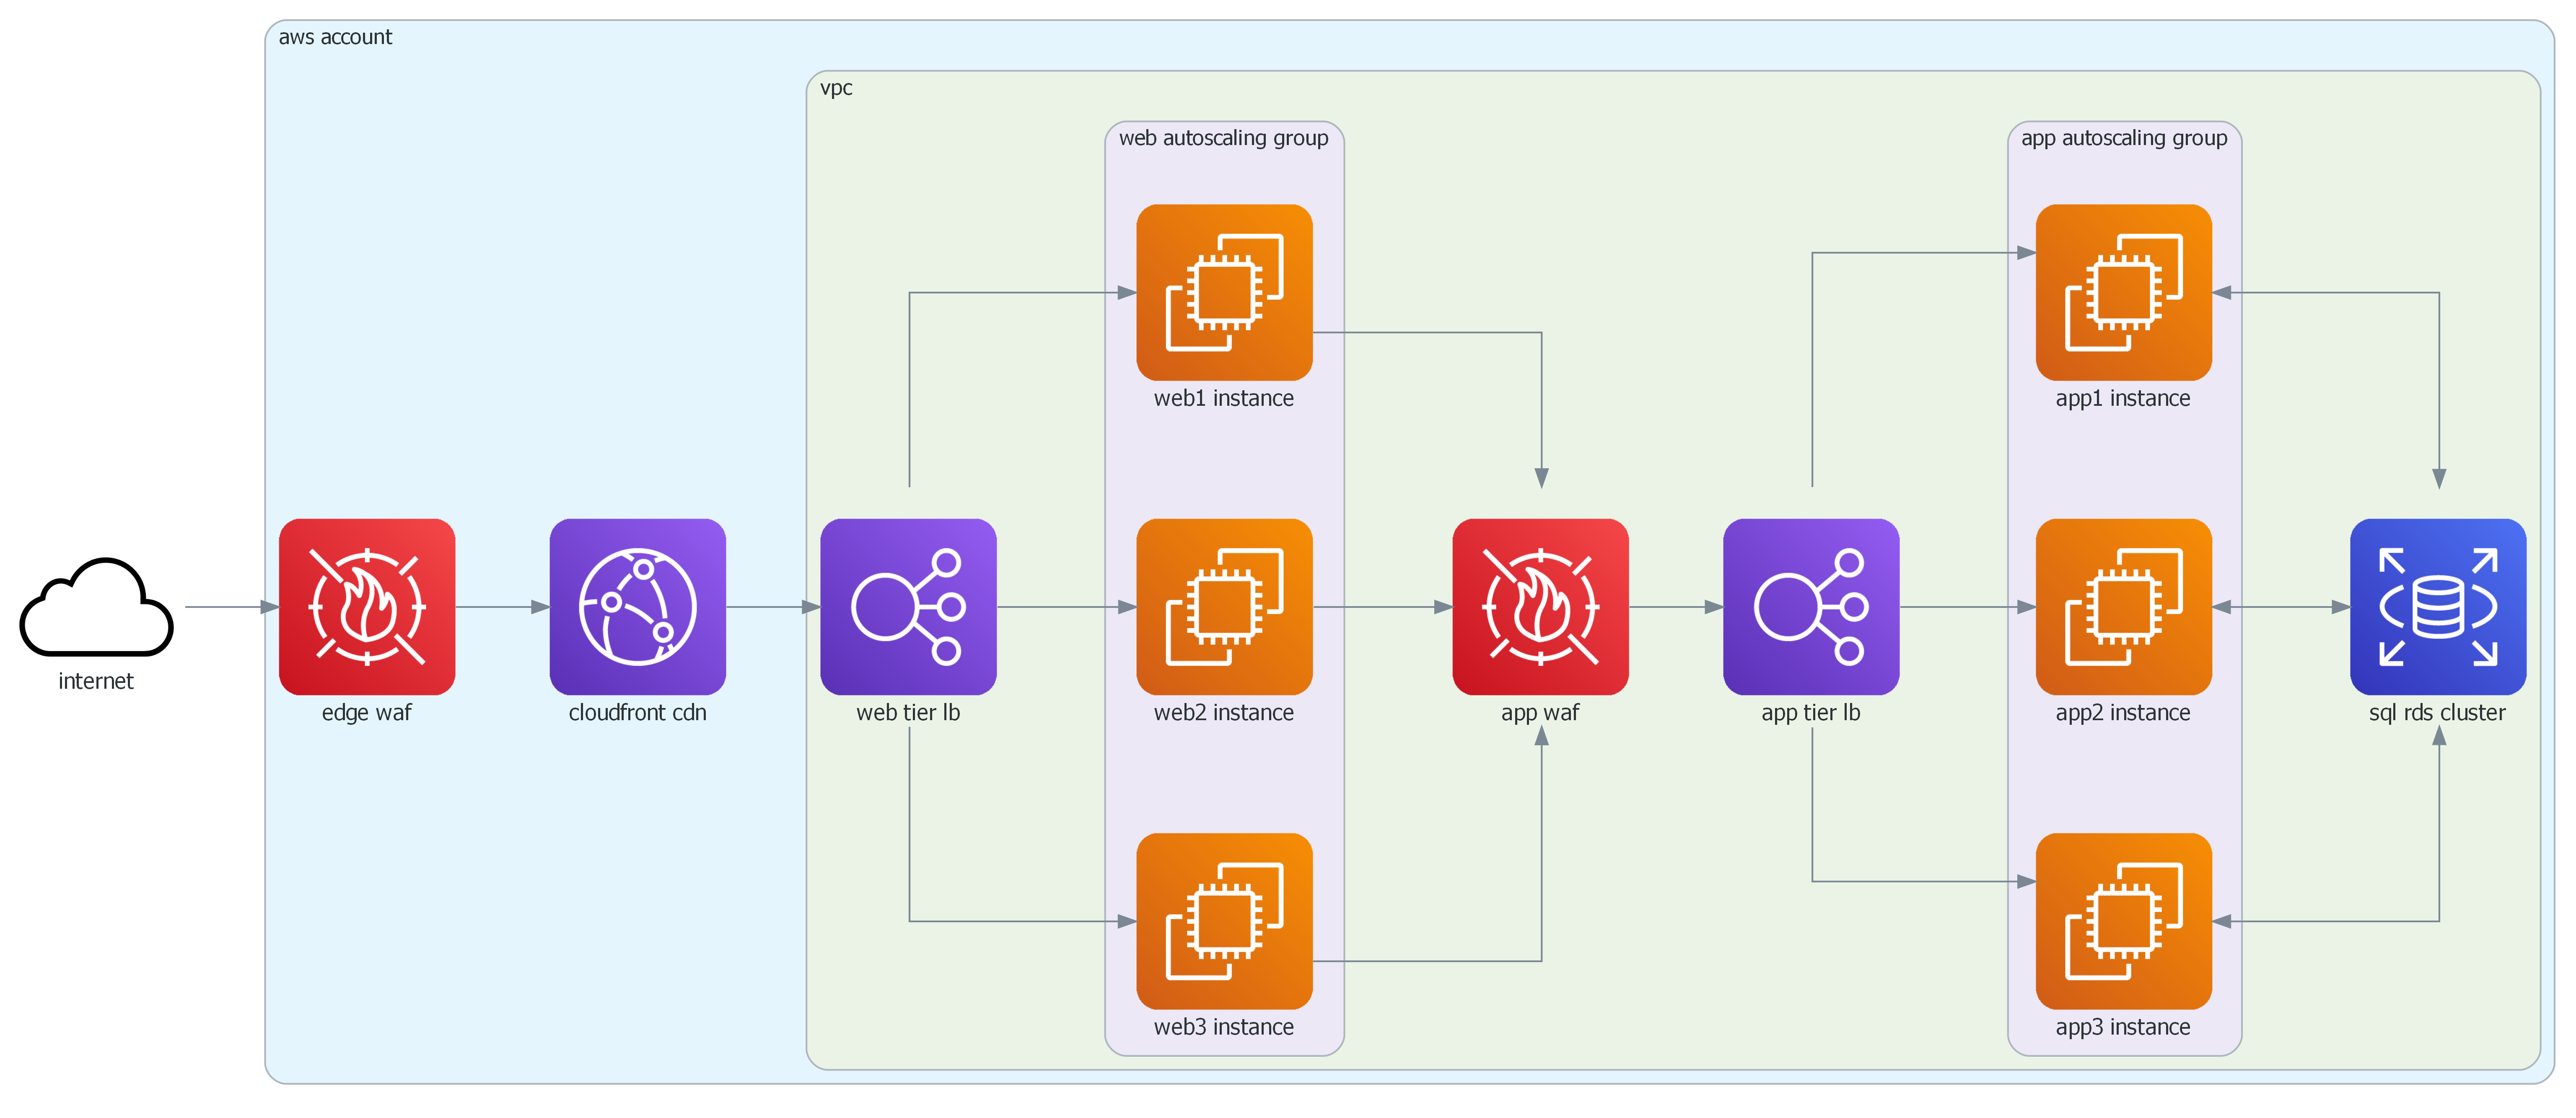 aws account
vpc
web autoscaling group
app autoscaling group
web1 instance
app1 instance
internet
edge waf
cloudfront cdn
web tier lb
web2 instance
app waf
app tier lb
app2 instance
sql rds cluster
web3 instance
app3 instance